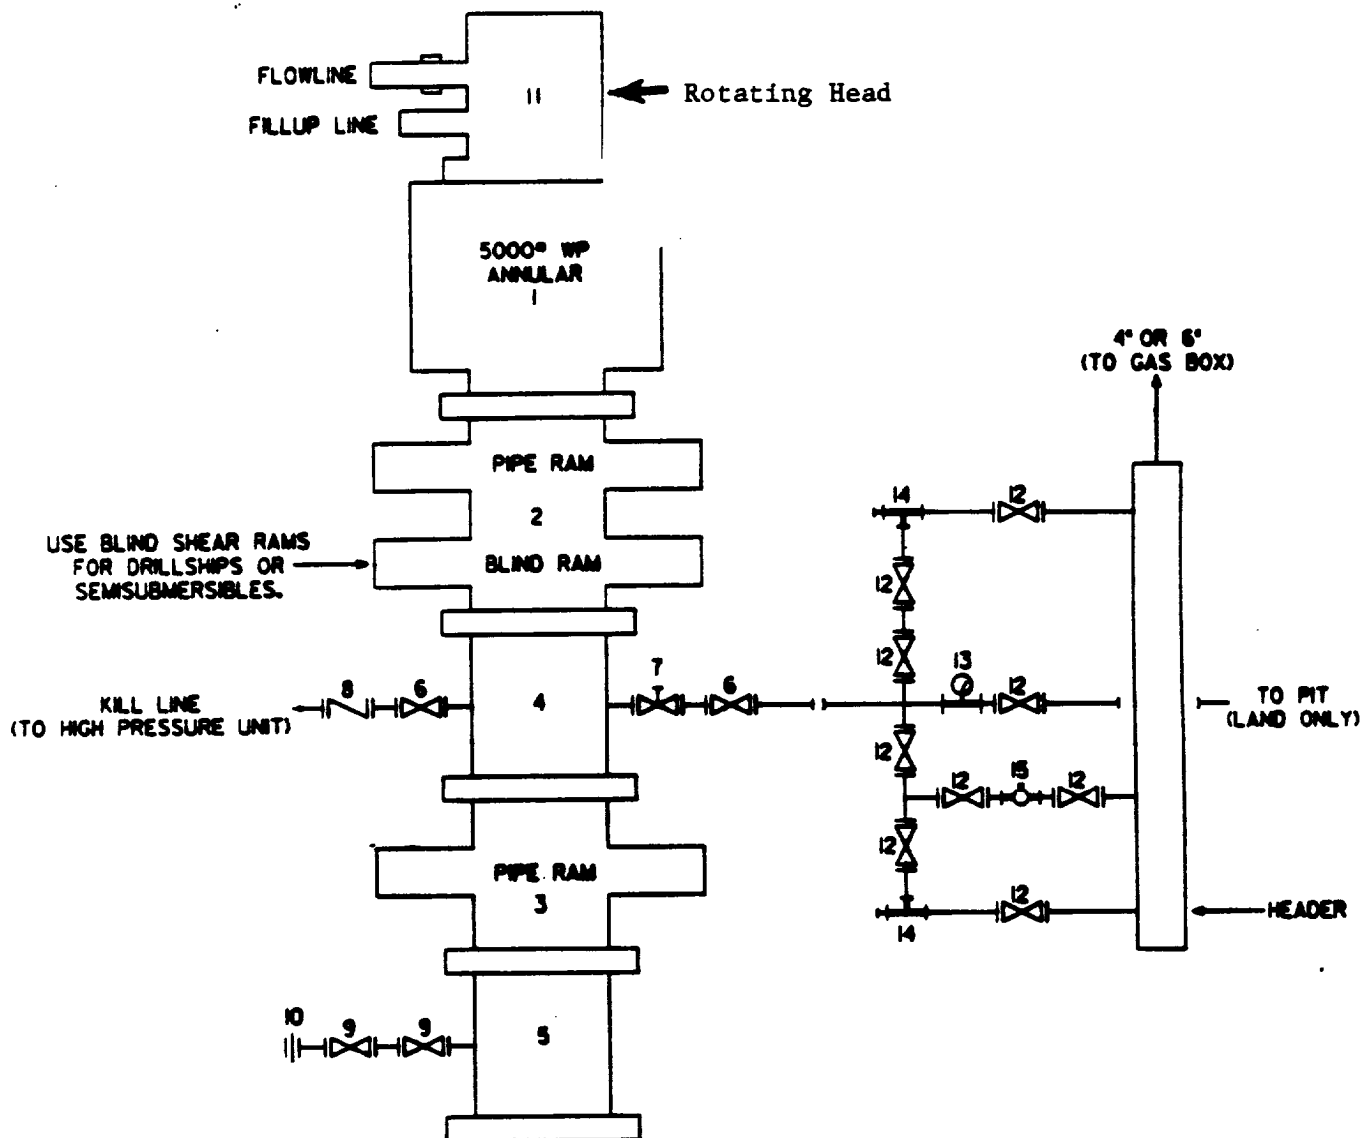 FLOWLINE
11
Rotating Head
FILLUP LINE
5000" WP
ANNULAR
1
4" OR 6"
(TO GAS BOX)
PIPE RAM
14
12
2
USE BLIND SHEAR RAMS
FOR DRILLSHIPS OR
SEMISUBMERSIBLES.
BLIND RAM
12
12
KILL LINE
(TO HIGH PRESSURE UNIT)
8
6
4
7
6
13
12
TO PIT
(LAND ONLY)
12
12
15
12
PIPE RAM
3
12
12
14
HEADER
10
9
9
5